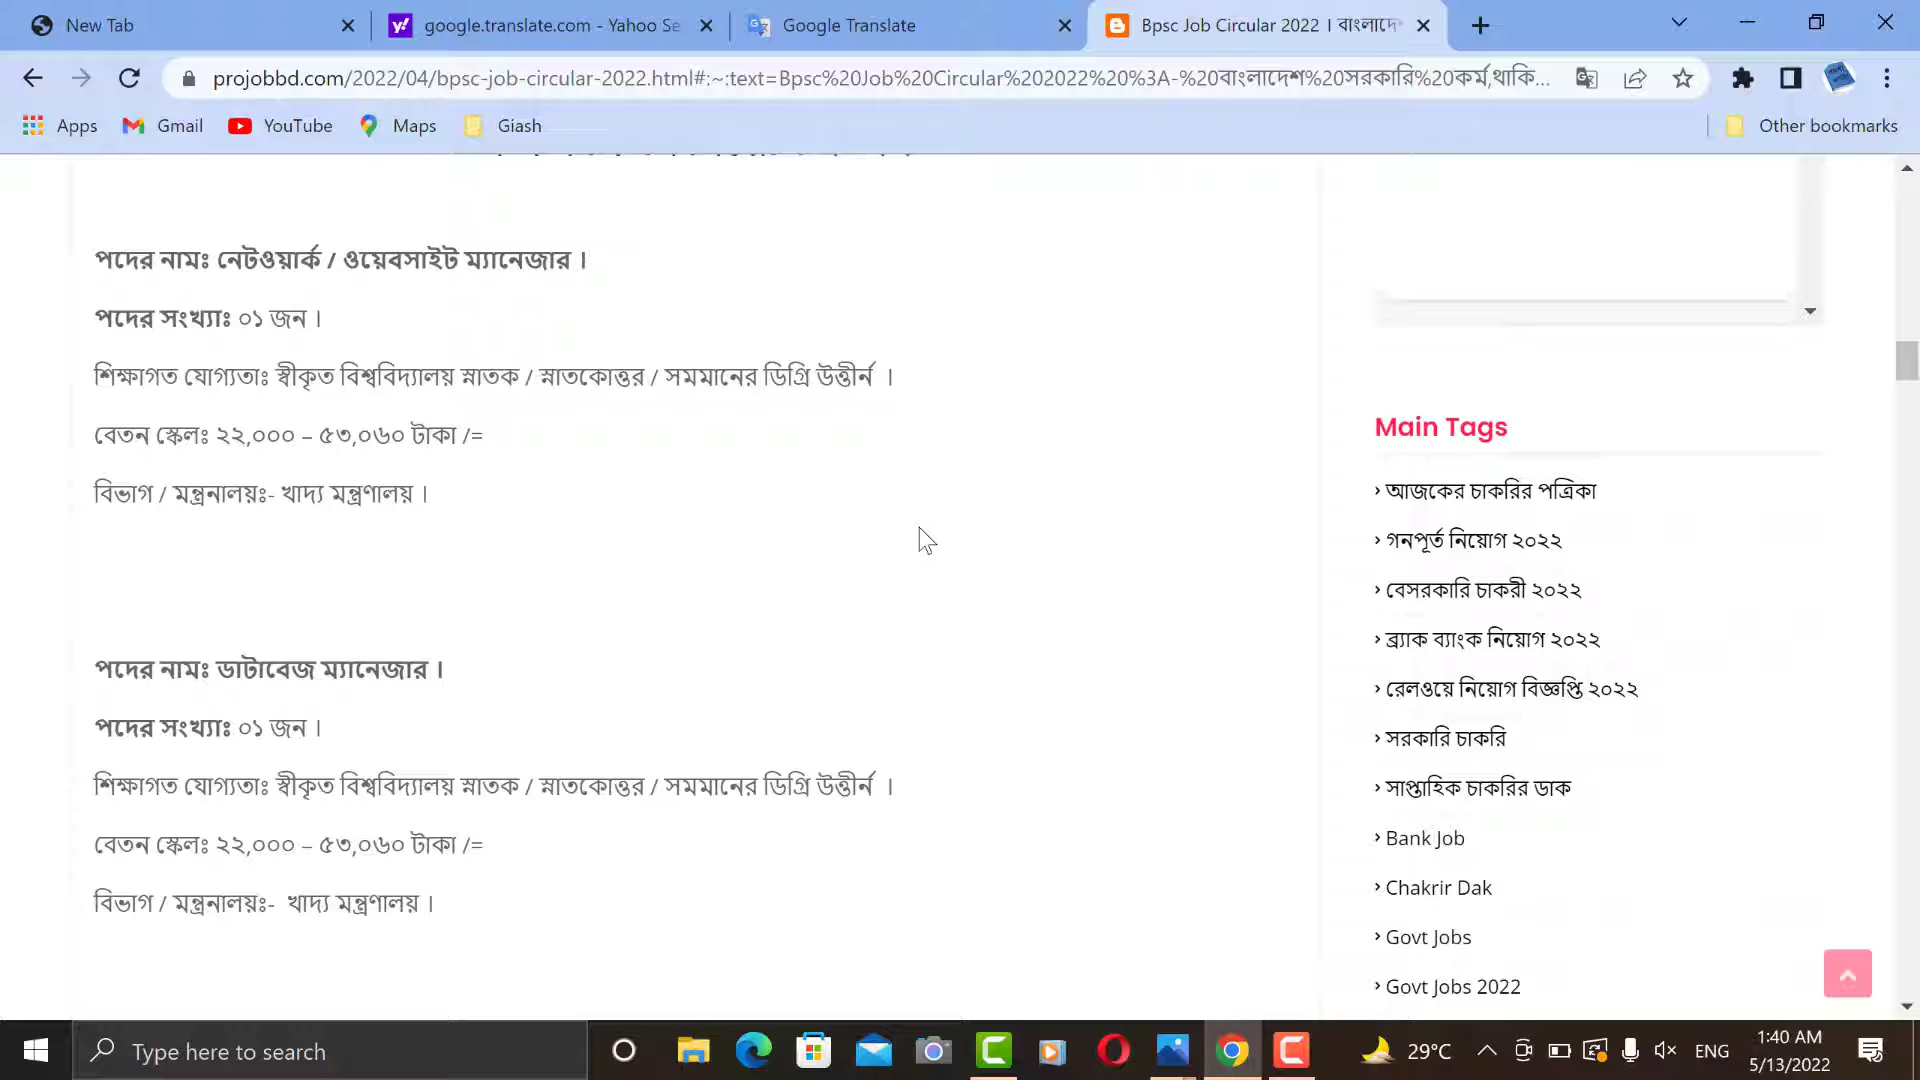 New Tab
google.translate.com - Yahoo Se
Google Translate
Bpsc Job Circular 2022 । বাংলাদে
projobbd.com/2022/04/bpsc-job-circular-2022.html#:~:text=Bpsc%20Job%20Circular%202022%20%3A-%20বাংলাদেশ%20সরকারি%20কর্ম,থাকি...
Apps
Gmail
YouTube
Maps
Giash
Other bookmarks
পদের নামঃ নেটওয়ার্ক / ওয়েবসাইট ম্যানেজার ।
পদের সংখ্যাঃ ০১ জন ।
শিক্ষাগত যোগ্যতাঃ স্বীকৃত বিশ্ববিদ্যালয় স্নাতক / স্নাতকোত্তর / সমমানের ডিগ্রি উত্তীর্ন ।
বেতন স্কেলঃ ২২,০০০ – ৫৩,০৬০ টাকা /=
বিভাগ / মন্ত্রনালয়ঃ- খাদ্য মন্ত্রণালয় ।
পদের নামঃ ডাটাবেজ ম্যানেজার ।
পদের সংখ্যাঃ ০১ জন ।
শিক্ষাগত যোগ্যতাঃ স্বীকৃত বিশ্ববিদ্যালয় স্নাতক / স্নাতকোত্তর / সমমানের ডিগ্রি উত্তীর্ন ।
বেতন স্কেলঃ ২২,০০০ – ৫৩,০৬০ টাকা /=
বিভাগ / মন্ত্রনালয়ঃ- খাদ্য মন্ত্রণালয় ।
Main Tags
› আজকের চাকরির পত্রিকা
› গনপূর্ত নিয়োগ ২০২২
› বেসরকারি চাকরী ২০২২
› ব্র্যাক ব্যাংক নিয়োগ ২০২২
› রেলওয়ে নিয়োগ বিজ্ঞপ্তি ২০২২
› সরকারি চাকরি
› সাপ্তাহিক চাকরির ডাক
› Bank Job
› Chakrir Dak
› Govt Jobs
› Govt Jobs 2022
Type here to search
29°C
ENG
1:40 AM
5/13/2022